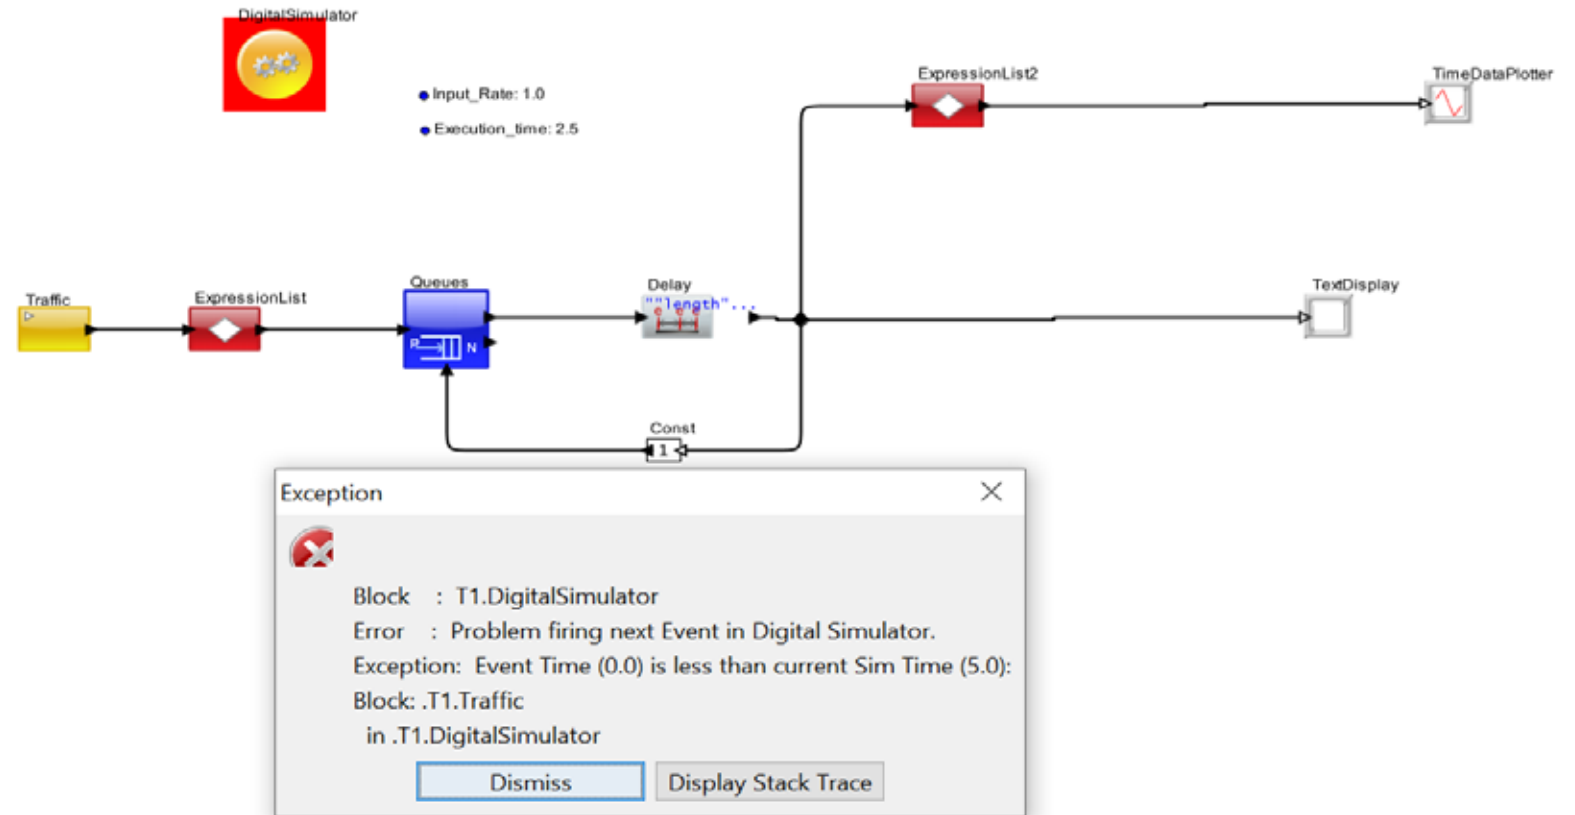 DigitalSimulator
ExpressionList2
TimeDataPlotter
Input_Rate: 1.0
Execution_time: 2.5
Traffic
ExpressionList
Queues
R
N
Delay
""length"...
TextDisplay
Const
1
Exception
Block : T1.DigitalSimulator
Error : Problem firing next Event in Digital Simulator.
Exception: Event Time (0.0) is less than current Sim Time (5.0):
Block: .T1.Traffic
in .T1.DigitalSimulator
Dismiss
Display Stack Trace